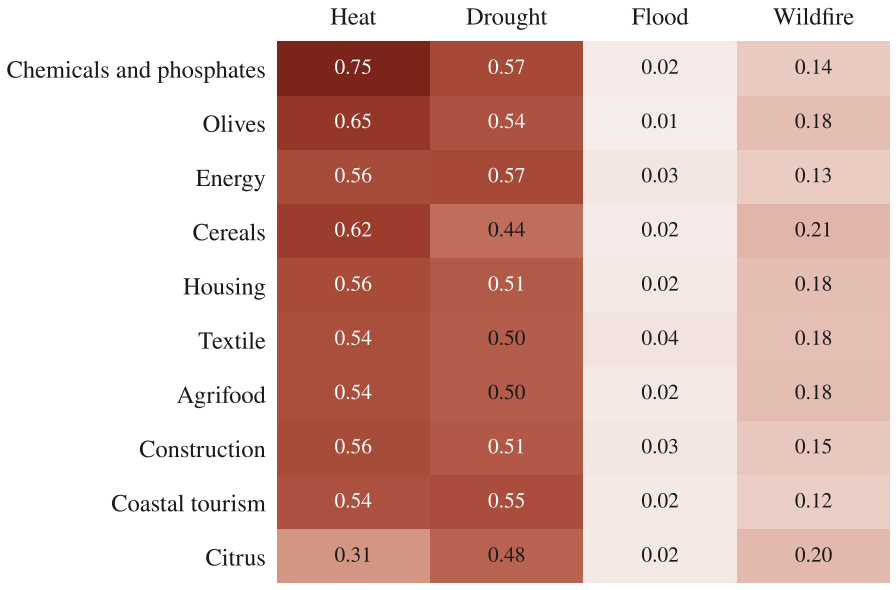 Heat Drought Flood Wildfire
Chemicals and phosphates 0.75 0.57 0.02 0.14
Olives 0.65 0.54 0.01 0.18
Energy 0.56 0.57 0.03 0.13
Cereals 0.62 0.44 0.02 0.21
Housing 0.56 0.51 0.02 0.18
Textile 0.54 0.50 0.04 0.18
Agrifood 0.54 0.50 0.02 0.18
Construction 0.56 0.51 0.03 0.15
Coastal tourism 0.54 0.55 0.02 0.12
Citrus 0.31 0.48 0.02 0.20